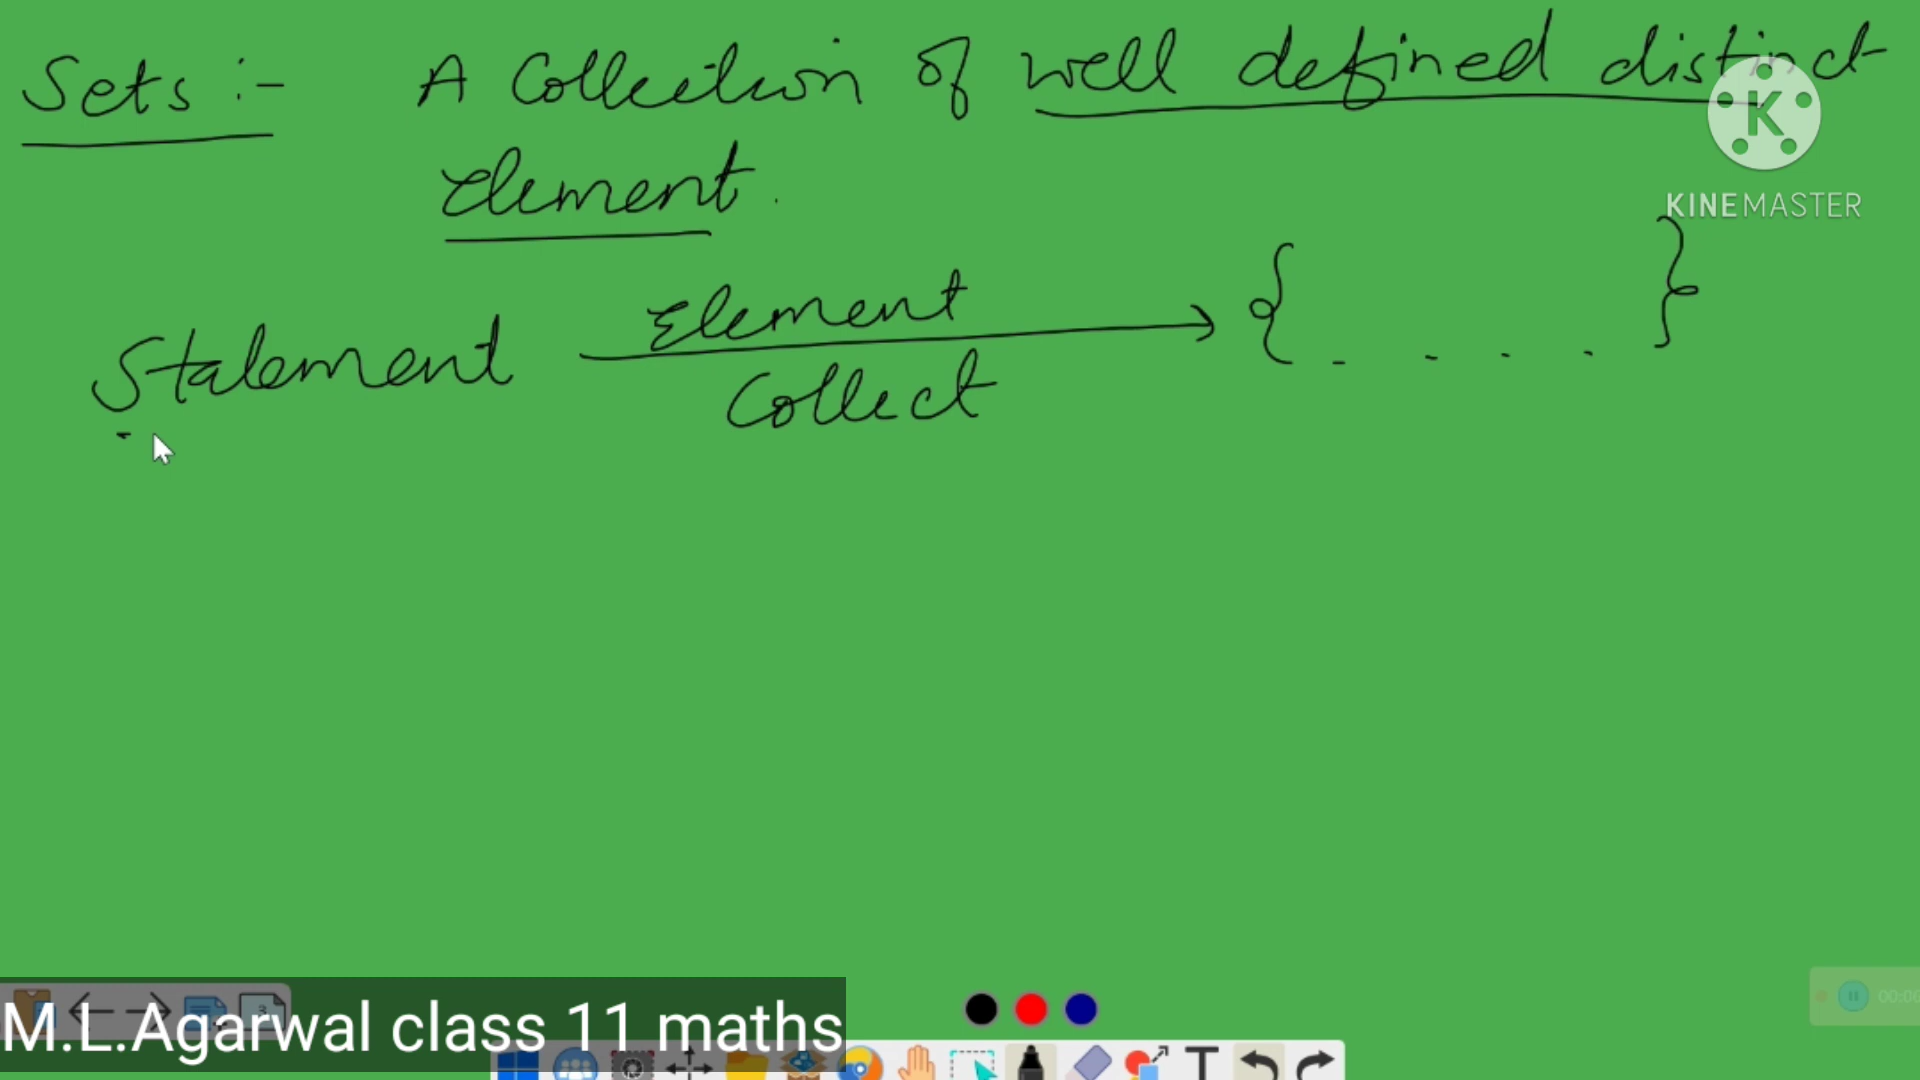 Sets :- A Collection of well defined distinct
Element.
KINEMASTER
Statement Element { . . . . }
Collect
M.L.Agarwal class 11 maths